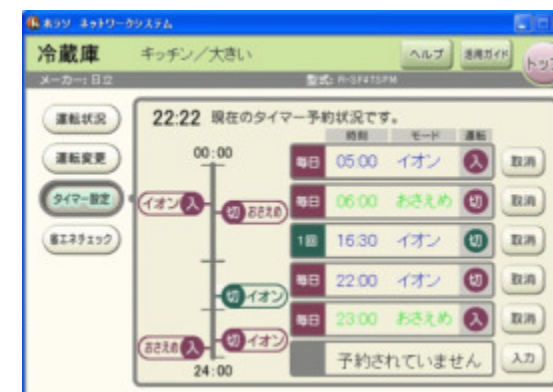 ホラソ ネットワークシステム
冷蔵庫 キッチン/大きい ヘルプ 活用ガイド トップ
メーカー: 日立 型式: R-SF47SPM
運転状況
運転変更
タイマー設定
省エネチェック
22:22 現在のタイマー予約状況です。
時刻 モード 運転
00:00
イオン 入
切 おさえめ
切 イオン
おさえめ 入
切 イオン
24:00
毎日 05:00 イオン 入 取消
毎日 06:00 おさえめ 切 取消
1回 16:30 イオン 切 取消
毎日 22:00 イオン 切 取消
毎日 23:00 おさえめ 入 取消
予約されていません 入力